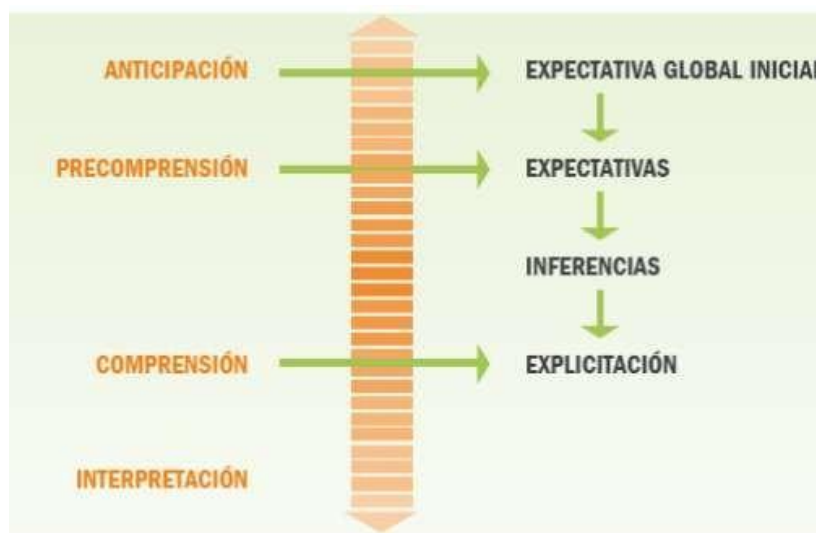 ANTICIPACIÓN
EXPECTATIVA GLOBAL INICIAL
PRECOMPRENSIÓN
EXPECTATIVAS
INFERENCIAS
COMPRENSIÓN
EXPLICITACIÓN
INTERPRETACIÓN